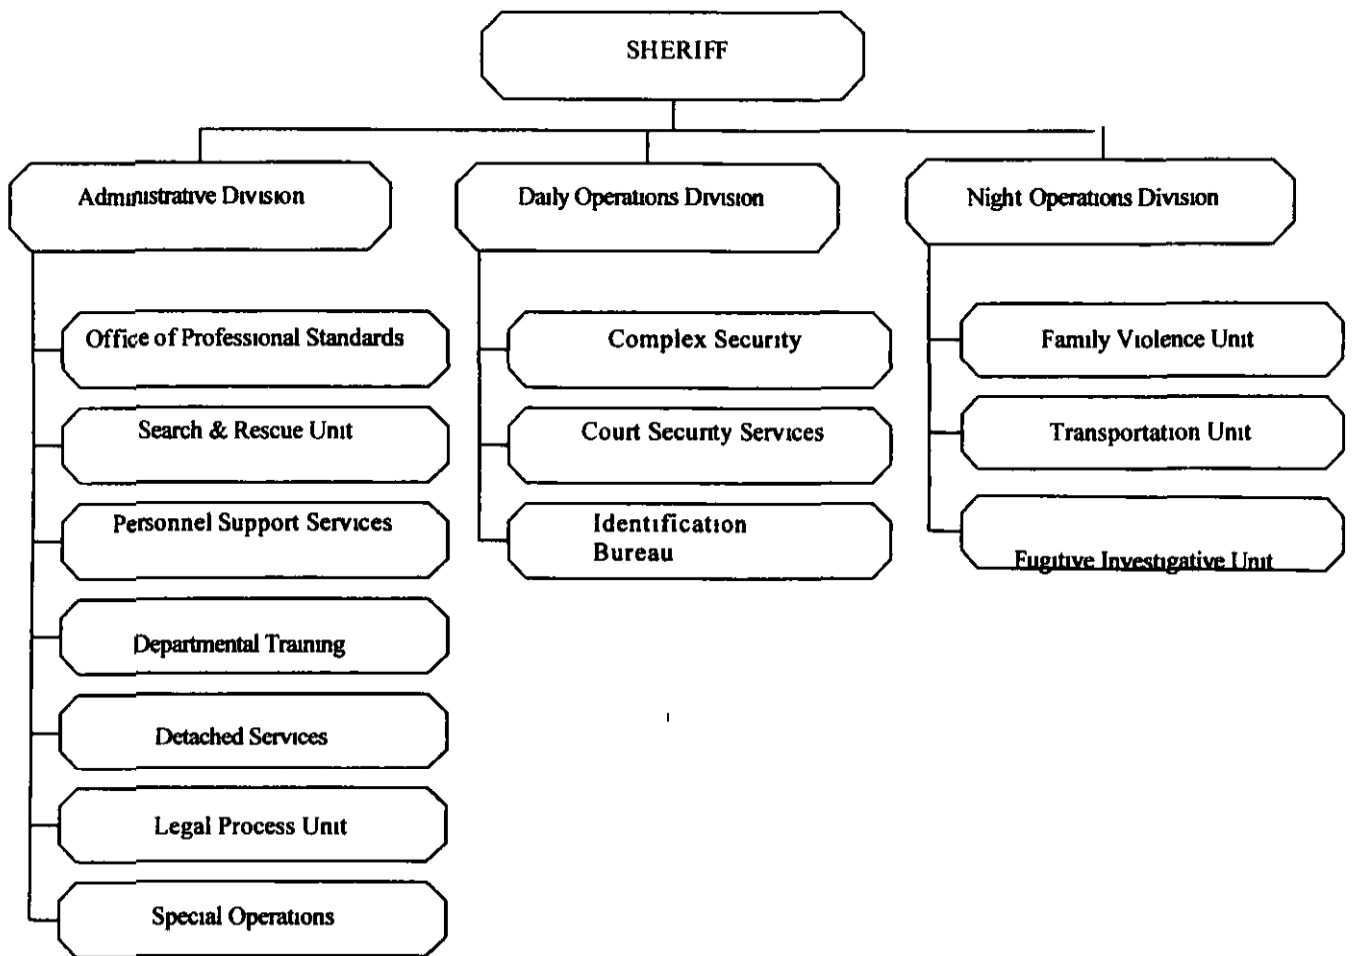 SHERIFF
Administrative Division
Daily Operations Division
Night Operations Division
Office of Professional Standards
Search & Rescue Unit
Personnel Support Services
Departmental Training
Detached Services
Legal Process Unit
Special Operations
Complex Security
Court Security Services
Identification
Bureau
Family Violence Unit
Transportation Unit
Fugitive Investigative Unit